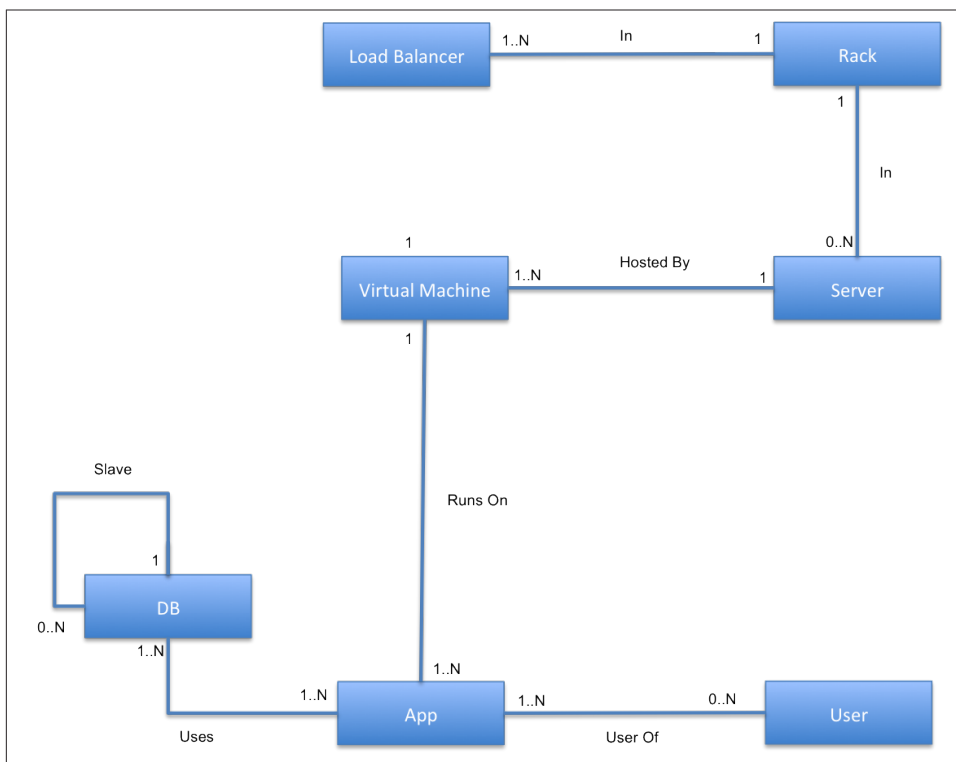 Load Balancer
1..N
In
1
Rack
1
In
0..N
1
Virtual Machine
1..N
Hosted By
1
Server
1
Slave
Runs On
1
DB
0..N
1..N
1..N
1..N
App
1..N
0..N
User
Uses
User Of